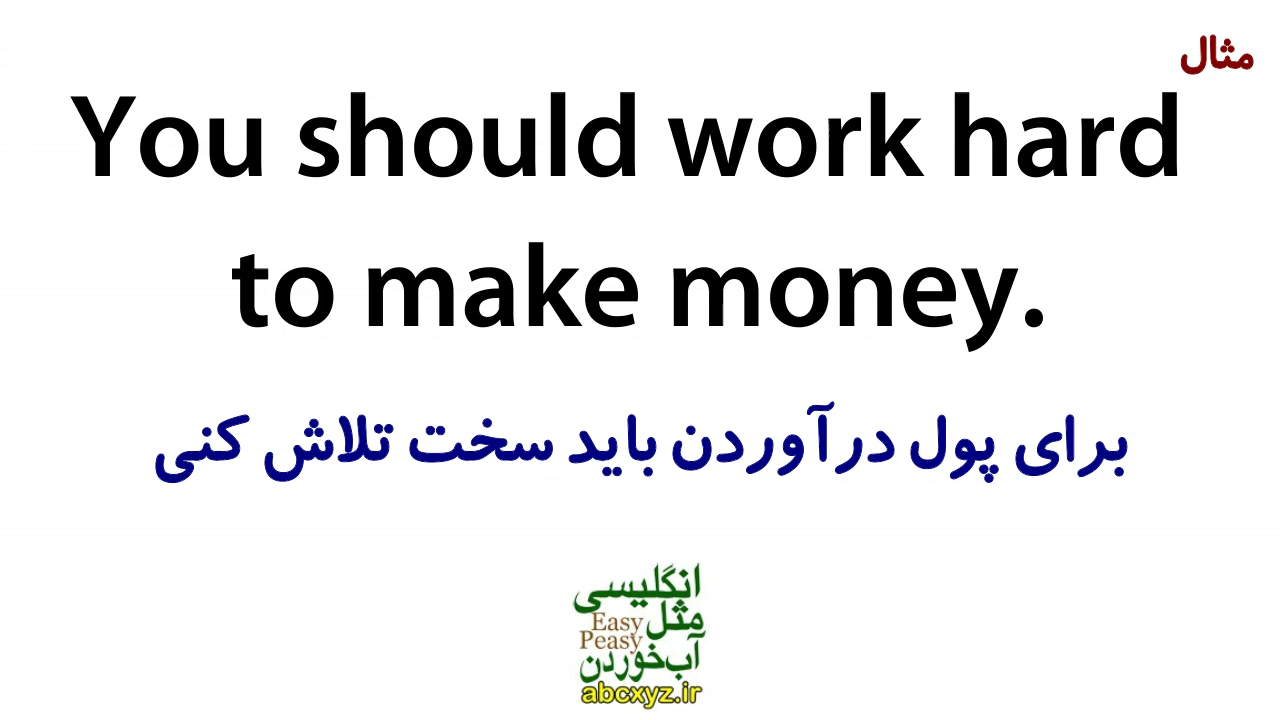 مثال
You should work hard
to make money.
برای پول درآوردن باید سخت تلاش کنی
انگلیسی
مثل
Easy
Peasy
آب‌خوردن
abcxyz.ir